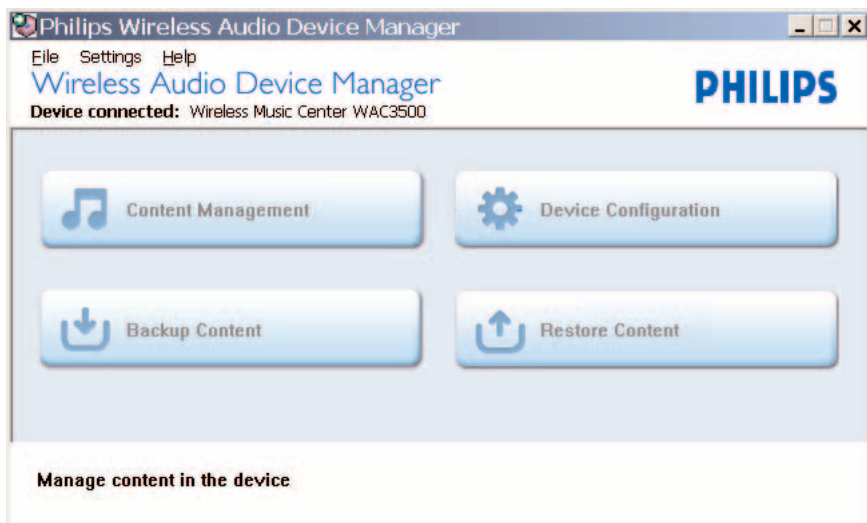 Philips Wireless Audio Device Manager
File Settings Help
Wireless Audio Device Manager
PHILIPS
Device connected: Wireless Music Center WAC3500
Content Management
Device Configuration
Backup Content
Restore Content
Manage content in the device